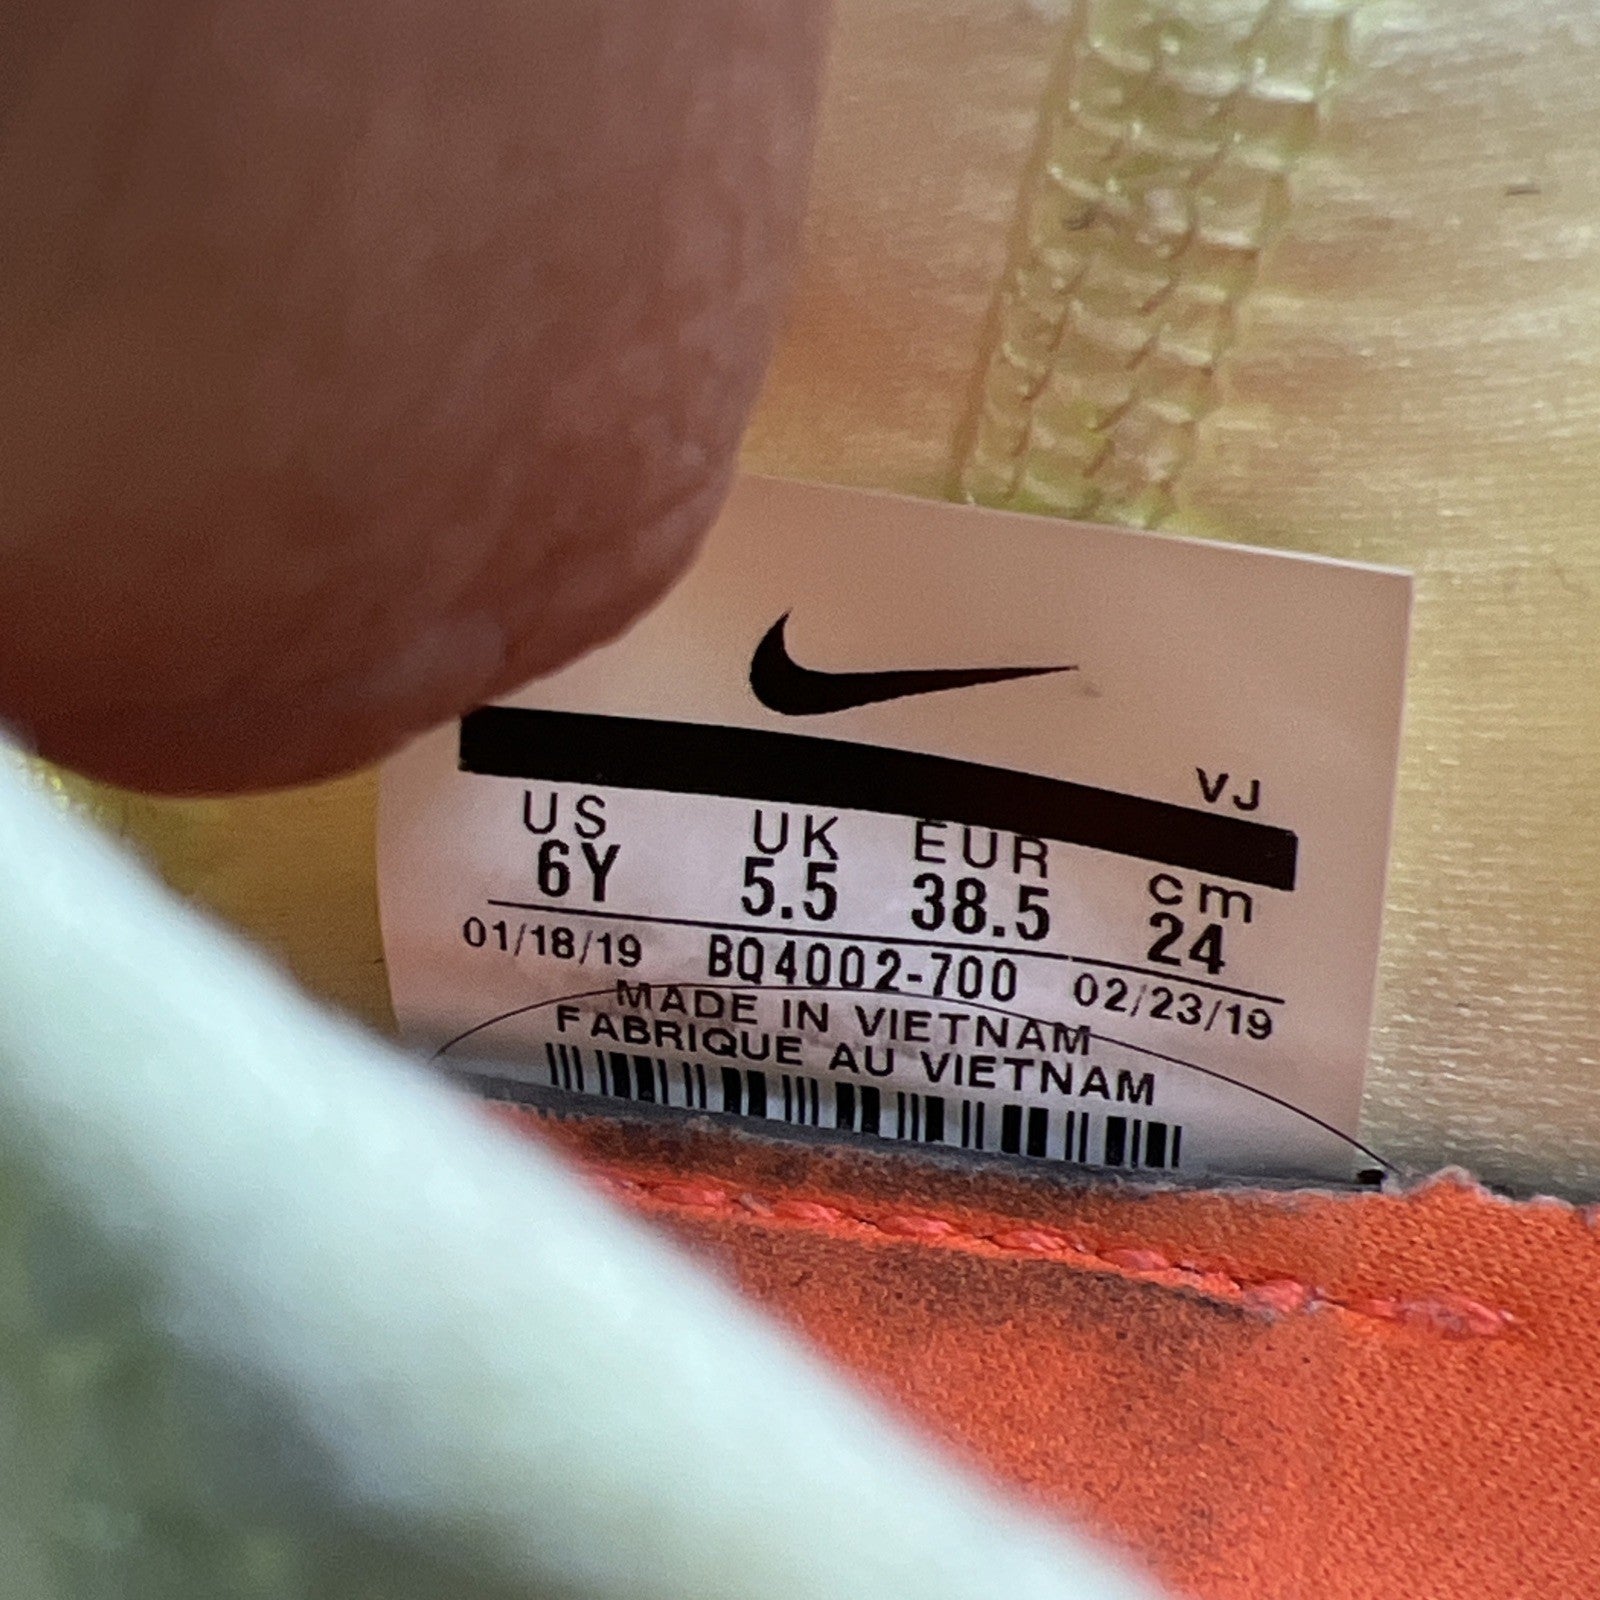 VJ
US UK EUR cm
6Y 5.5 38.5 24
01/18/19 BQ4002-700 02/23/19
MADE IN VIETNAM
FABRIQUE AU VIETNAM